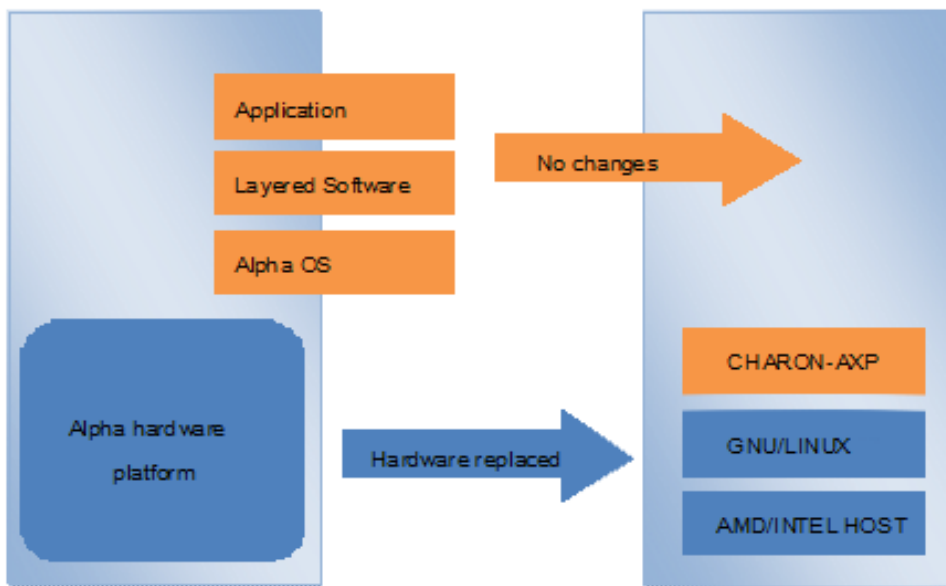 Application
Layered Software
Alpha OS
No changes
Alpha hardware
platform
Hardware replaced
CHARON-AXP
GNU/LINUX
AMD/INTEL HOST